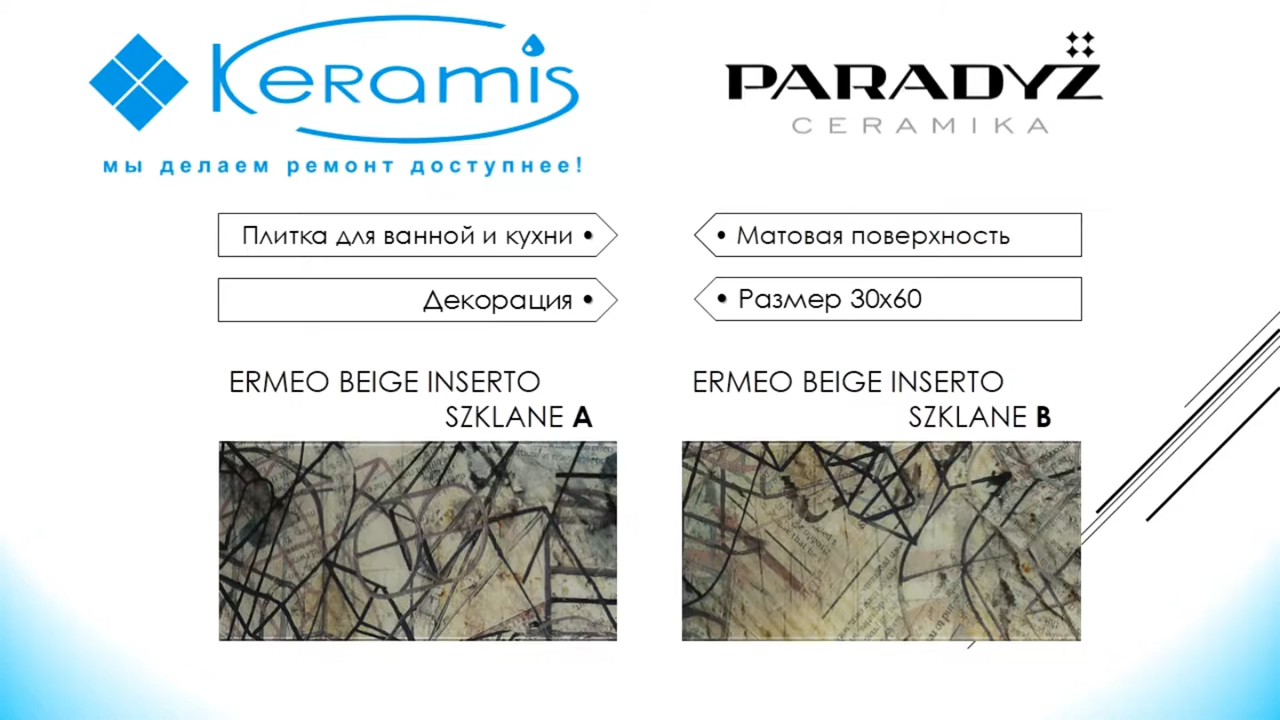 Keramis
мы делаем ремонт доступнее!
PARADYŻ
CERAMIKA
Плитка для ванной и кухни •
• Матовая поверхность
Декорация •
• Размер 30x60
ERMEO BEIGE INSERTO
SZKLANE A
ERMEO BEIGE INSERTO
SZKLANE B